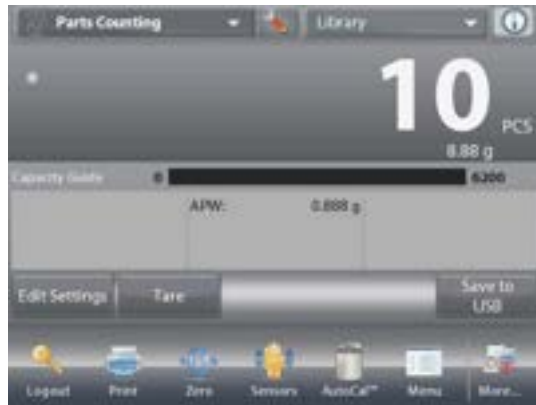 Parts Counting
Library
10
PCS
8.88 g
Capacity Guide 0 6200
APW: 0.888 g
Edit Settings
Tare
Save to
USB
Logout
Print
Zero
Sensors
AutoCal™
Menu
More...